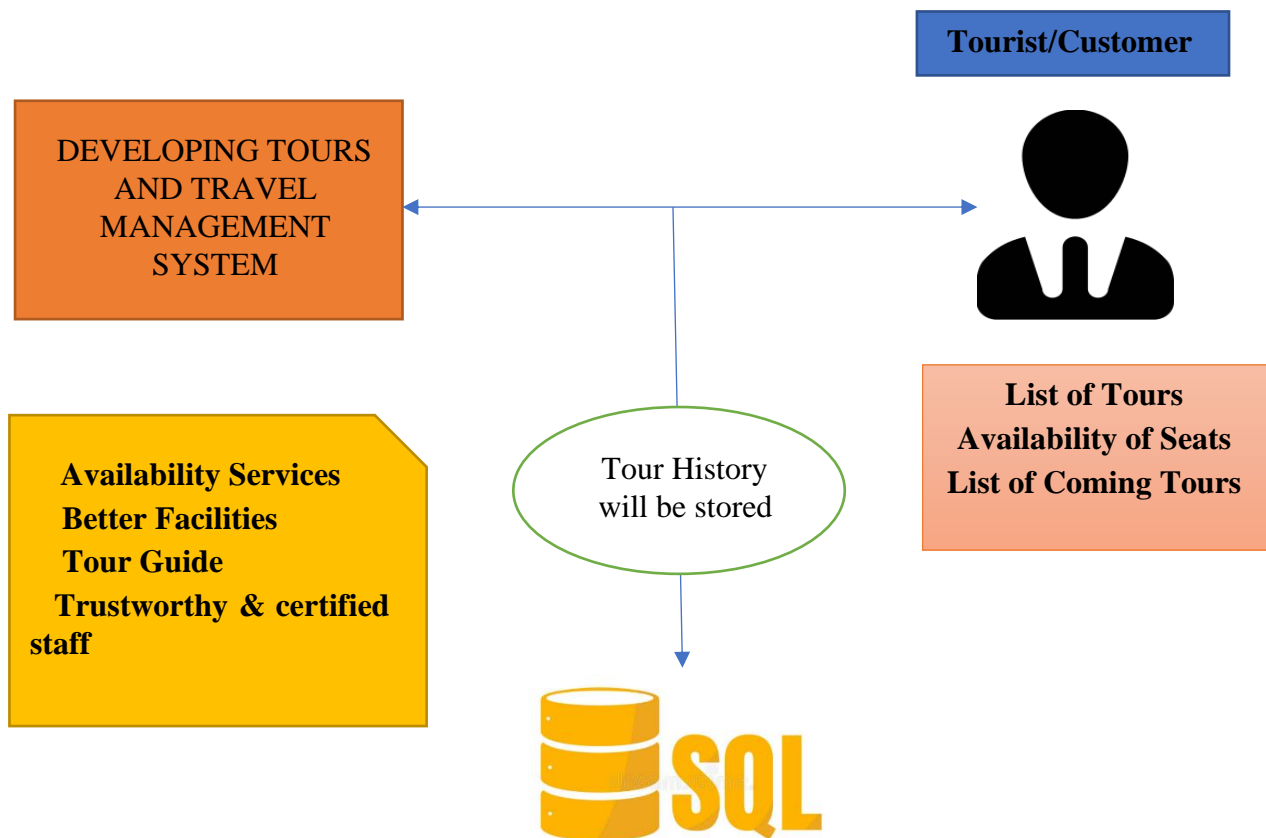 Tourist/Customer
DEVELOPING TOURS
AND TRAVEL
MANAGEMENT
SYSTEM
List of Tours
Availability of Seats
List of Coming Tours
Availability Services
Better Facilities
Tour Guide
Trustworthy & certified
staff
Tour History
will be stored
SQL